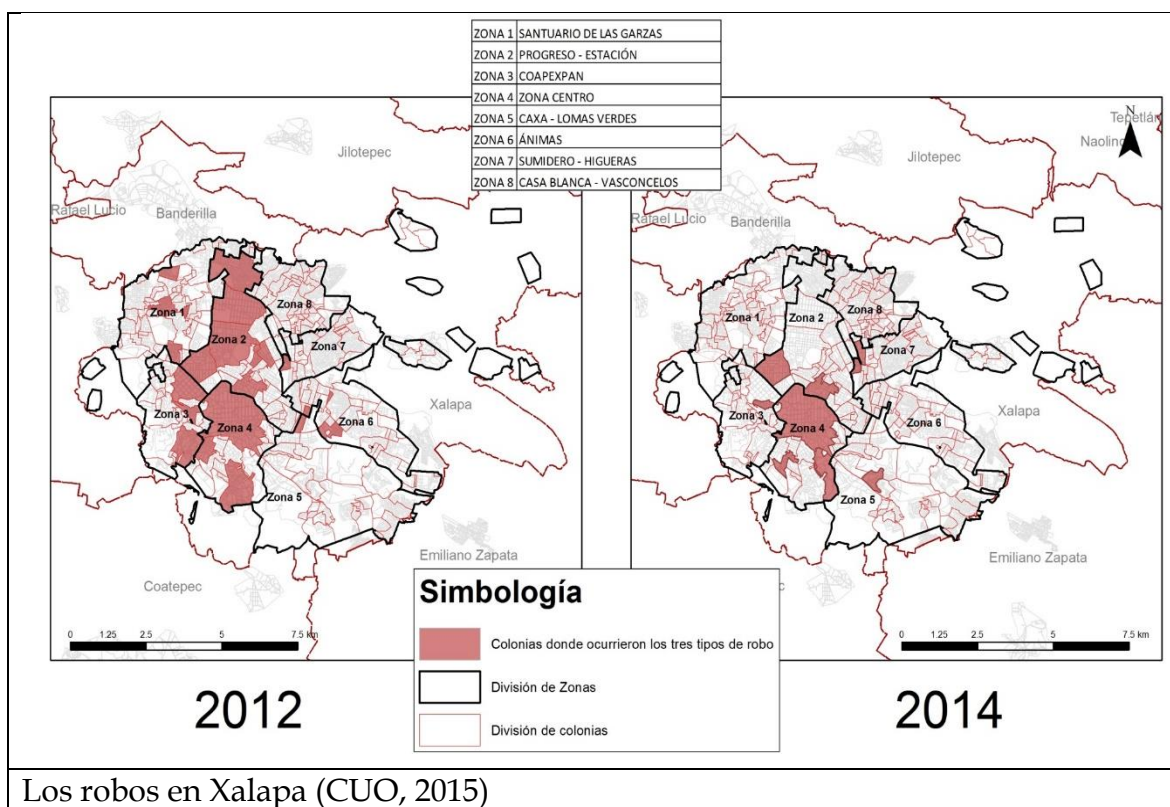 ZONA 1 SANTUARIO DE LAS GARZAS
ZONA 2 PROGRESO - ESTACIÓN
ZONA 3 COAPEXPAN
ZONA 4 ZONA CENTRO
ZONA 5 CAXA - LOMAS VERDES
ZONA 6 ÁNIMAS
ZONA 7 SUMIDERO - HIGUERAS
ZONA 8 CASA BLANCA - VASCONCELOS
Jilotepec
Rafael Lucio
Banderilla
Zona 1
Zona 2
Zona 8
Zona 7
Zona 3
Zona 4
Zona 6
Zona 5
Xalapa
Emiliano Zapata
Coatepec
0 1.25 2.5 5 7.5 km
2012
N
Naolinc
Jilotepec
Rafael Lucio
Banderilla
Zona 1
Zona 2
Zona 8
Zona 7
Zona 3
Zona 4
Zona 6
Zona 5
Xalapa
Emiliano Zapata
0 1.25 2.5 5 7.5 km
2014
Simbología
Colonias donde ocurrieron los tres tipos de robo
División de Zonas
División de colonias
Los robos en Xalapa (CUO, 2015)